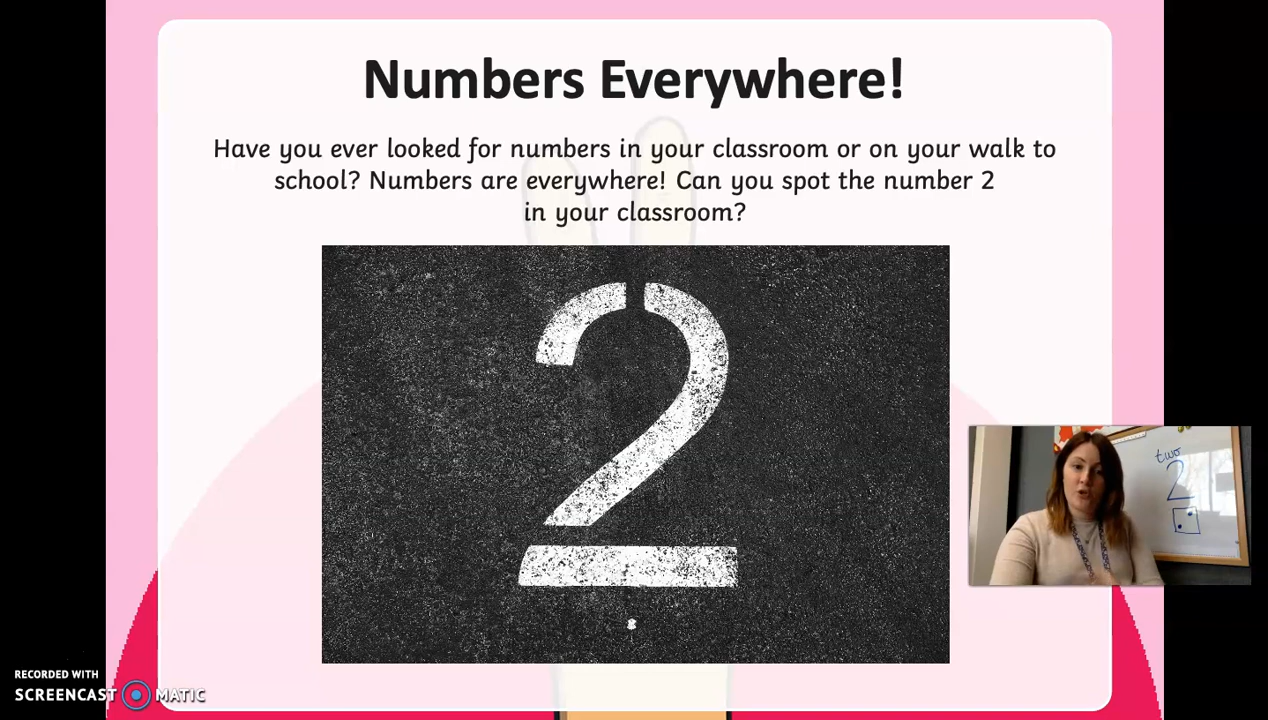 Numbers Everywhere!
Have you ever looked for numbers in your classroom or on your walk to
school? Numbers are everywhere! Can you spot the number 2
in your classroom?
2
two
2
RECORDED WITH
SCREENCAST MATIC